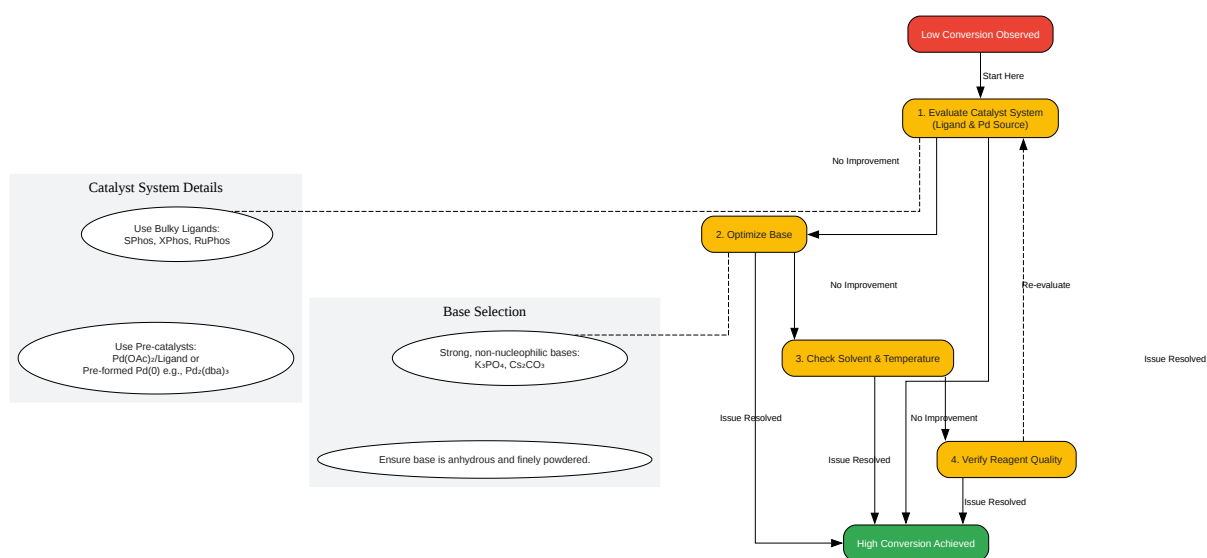 Low Conversion Observed
Start Here
1. Evaluate Catalyst System
(Ligand & Pd Source)
No Improvement
Catalyst System Details
Use Bulky Ligands:
SPhos, XPhos, RuPhos
2. Optimize Base
No Improvement
Re-evaluate
Base Selection
Use Pre-catalysts:
Pd(OAc)₂/Ligand or
Pre-formed Pd(0) e.g., Pd₂(dba)₃
Strong, non-nucleophilic bases:
K₃PO₄, Cs₂CO₃
3. Check Solvent & Temperature
Issue Resolved
Issue Resolved
No Improvement
Ensure base is anhydrous and finely powdered.
Issue Resolved
4. Verify Reagent Quality
Issue Resolved
High Conversion Achieved